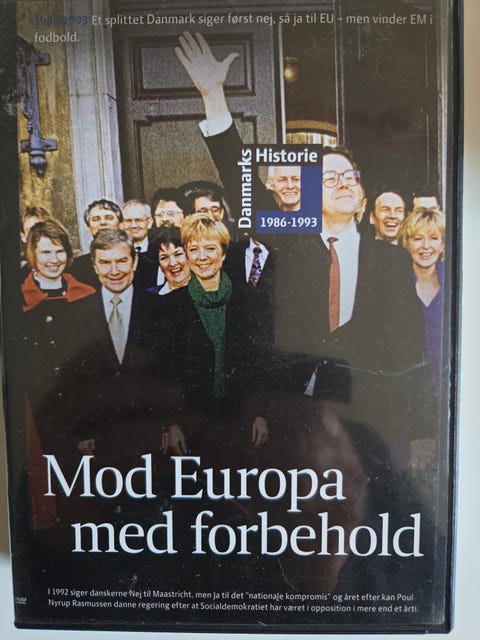 1986-1993 Et splittet Danmark siger først nej, så ja til EU – men vinder EM i
fodbold.
Danmarks
Historie
1986-1993
Mod Europa
med forbehold
I 1992 siger danskerne Nej til Maastricht, men Ja til det "nationale kompromis" og året efter kan Poul
Nyrup Rasmussen danne regering efter at Socialdemokratiet har været i opposition i mere end et årti.
DVD